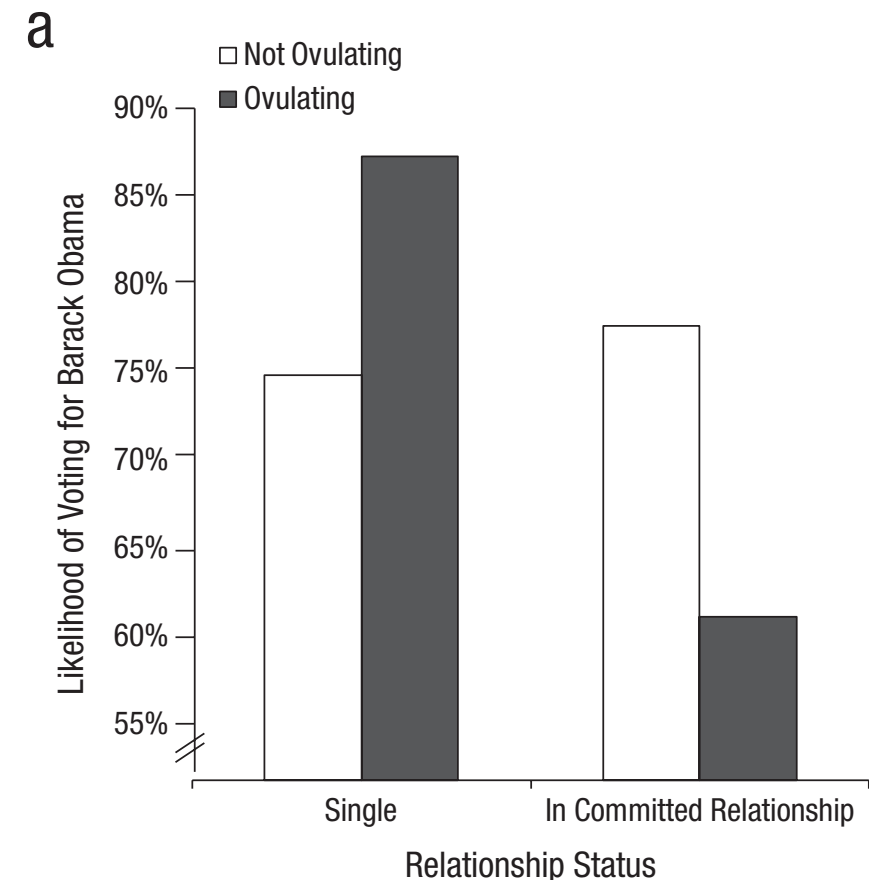 a
Not Ovulating
Ovulating
90%
85%
80%
75%
70%
65%
60%
55%
Likelihood of Voting for Barack Obama
Single
In Committed Relationship
Relationship Status